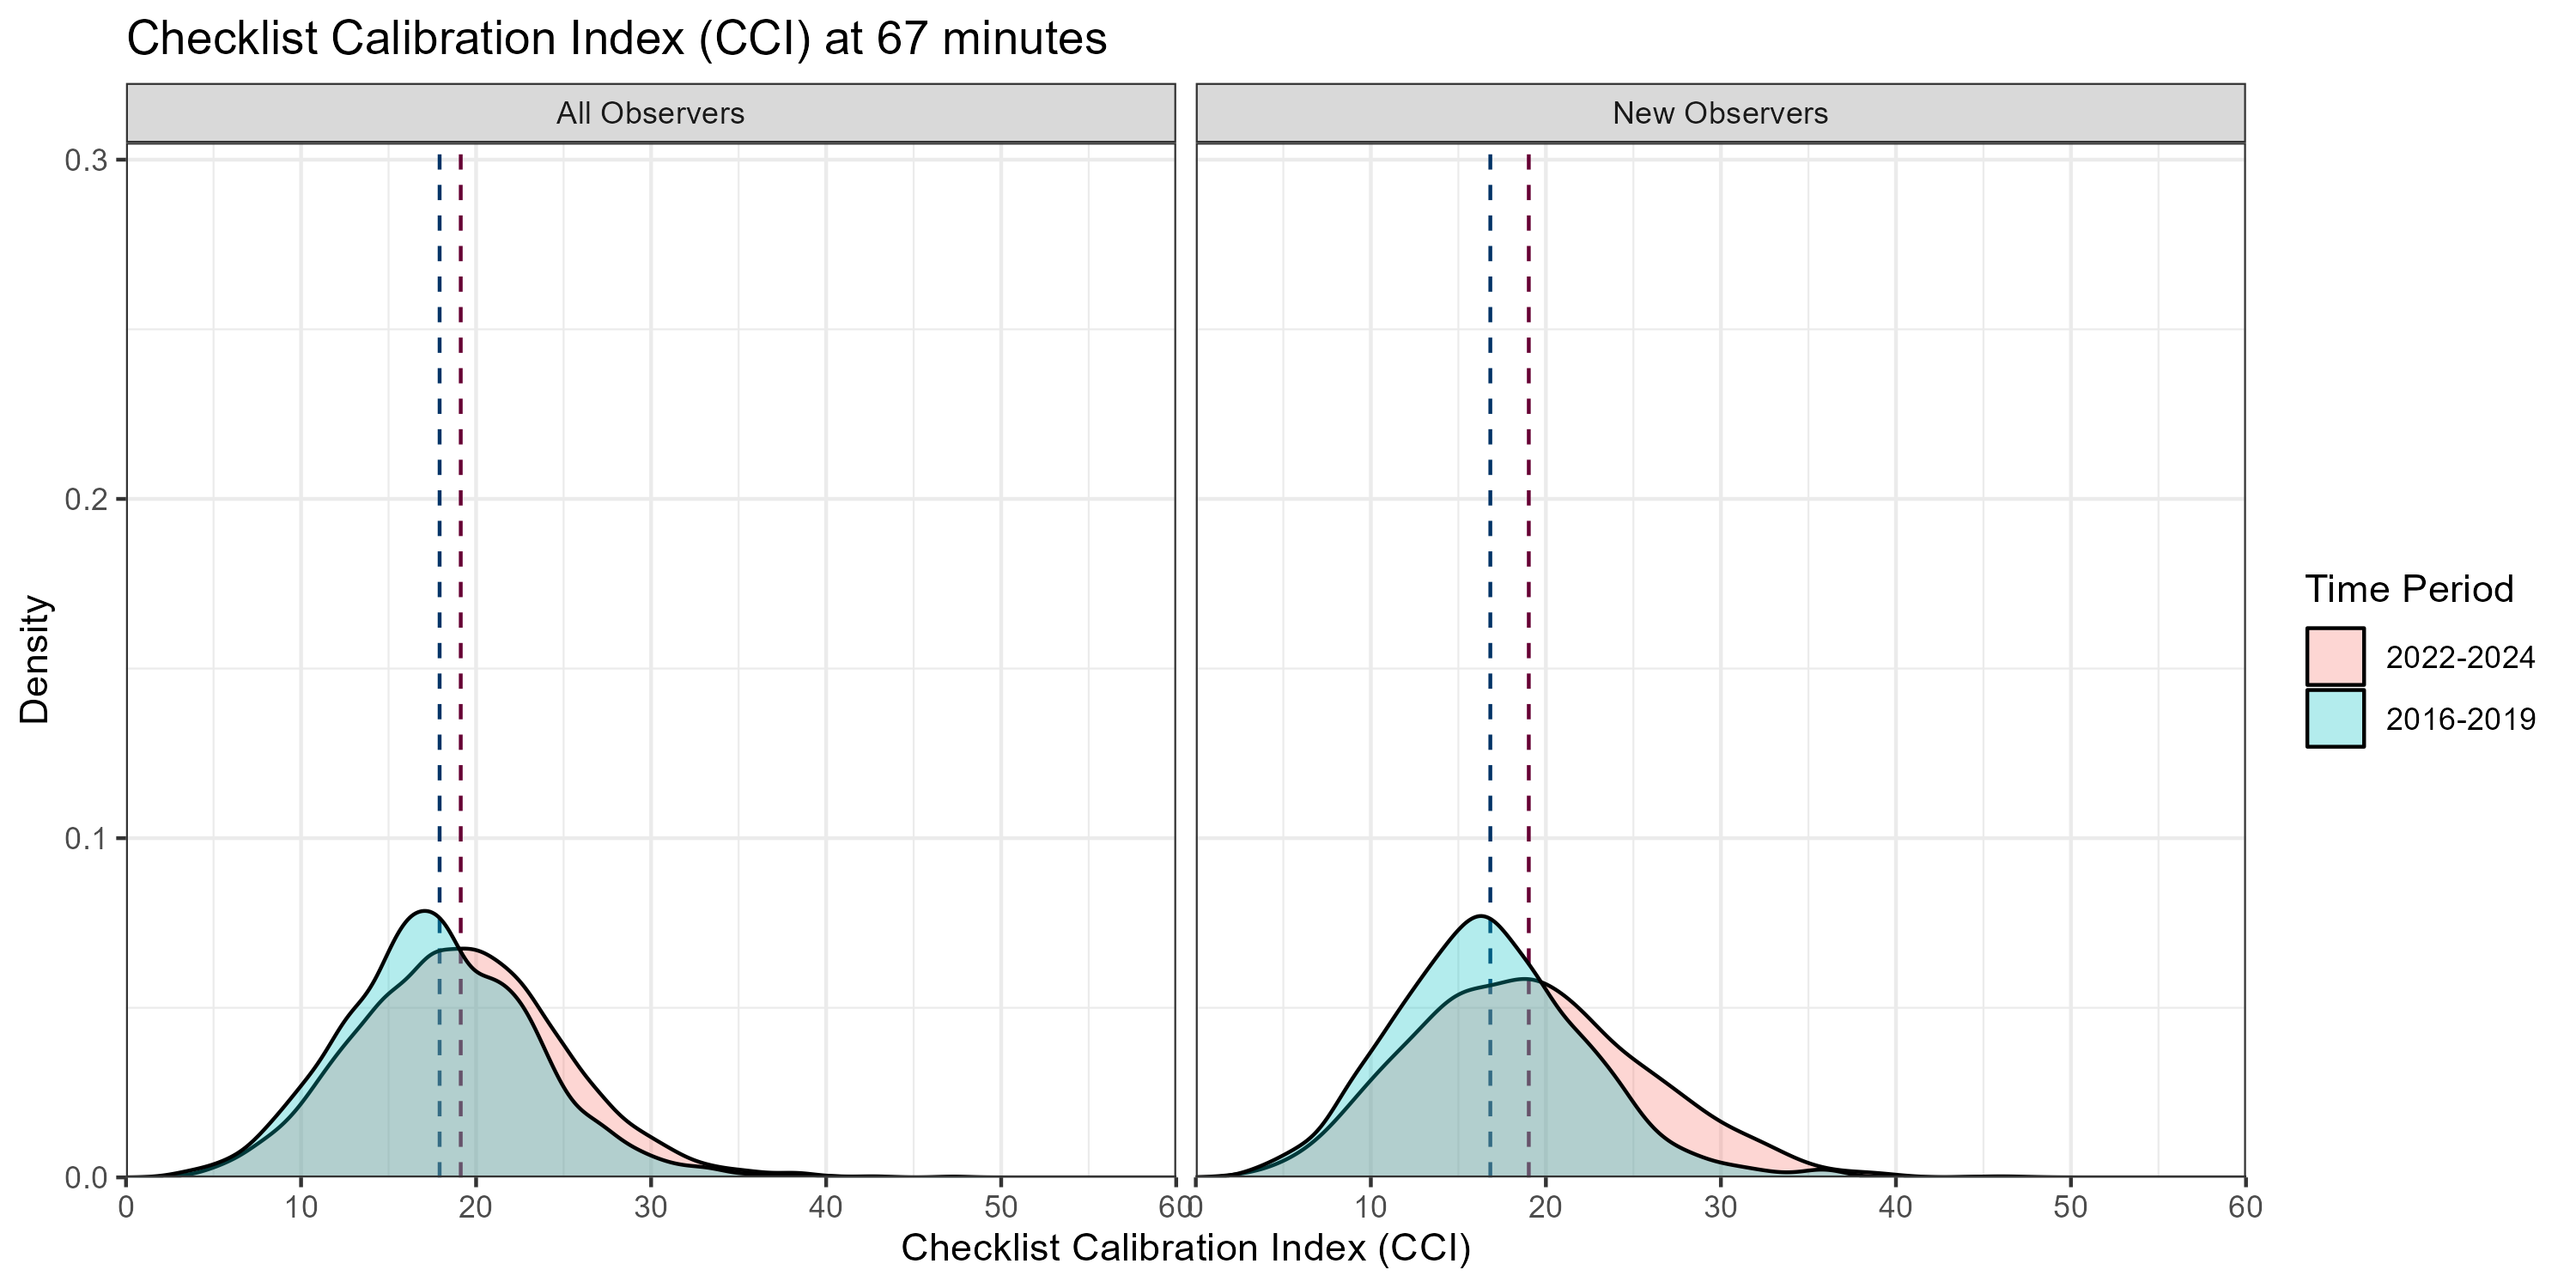 Checklist Calibration Index (CCI) at 67 minutes
All Observers
New Observers
0.3
0.2
0.1
0.0
Density
0 10 20 30 40 50 60
0 10 20 30 40 50 60
Checklist Calibration Index (CCI)
Time Period
2022-2024
2016-2019